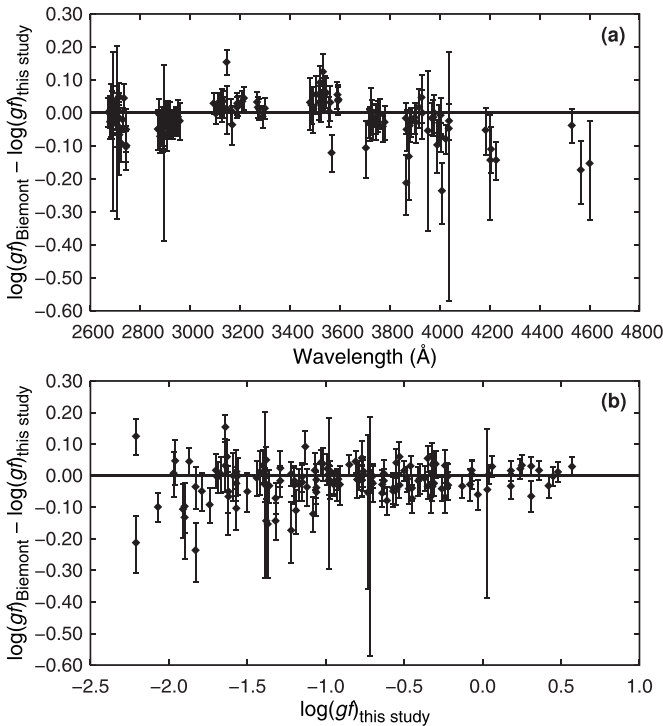 0.30
(a)
0.20
0.10
0.00
−0.10
−0.20
−0.30
−0.40
−0.50
−0.60
log(gf)Biemont − log(gf)this study
2600 2800 3000 3200 3400 3600 3800 4000 4200 4400 4600 4800
Wavelength (Å)
0.30
(b)
0.20
0.10
0.00
−0.10
−0.20
−0.30
−0.40
−0.50
−0.60
log(gf)Biemont − log(gf)this study
−2.5 −2.0 −1.5 −1.0 −0.5 0.0 0.5 1.0
log(gf)this study